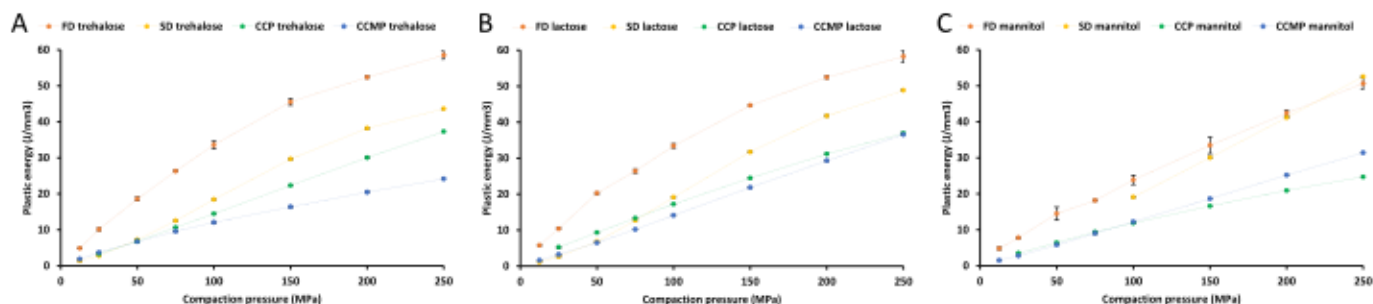 A
FD trehalose SD trehalose CCP trehalose CCMP trehalose
60
50
40
30
20
10
0
0 50 100 150 200 250
Plastic energy (J/mm3)
Compaction pressure (MPa)
B
FD lactose SD lactose CCP lactose CCMP lactose
60
50
40
30
20
10
0
0 50 100 150 200 250
Plastic energy (J/mm3)
Compaction pressure (MPa)
C
FD mannitol SD mannitol CCP mannitol CCMP mannitol
60
50
40
30
20
10
0
0 50 100 150 200 250
Plastic energy (J/mm3)
Compaction pressure (MPa)